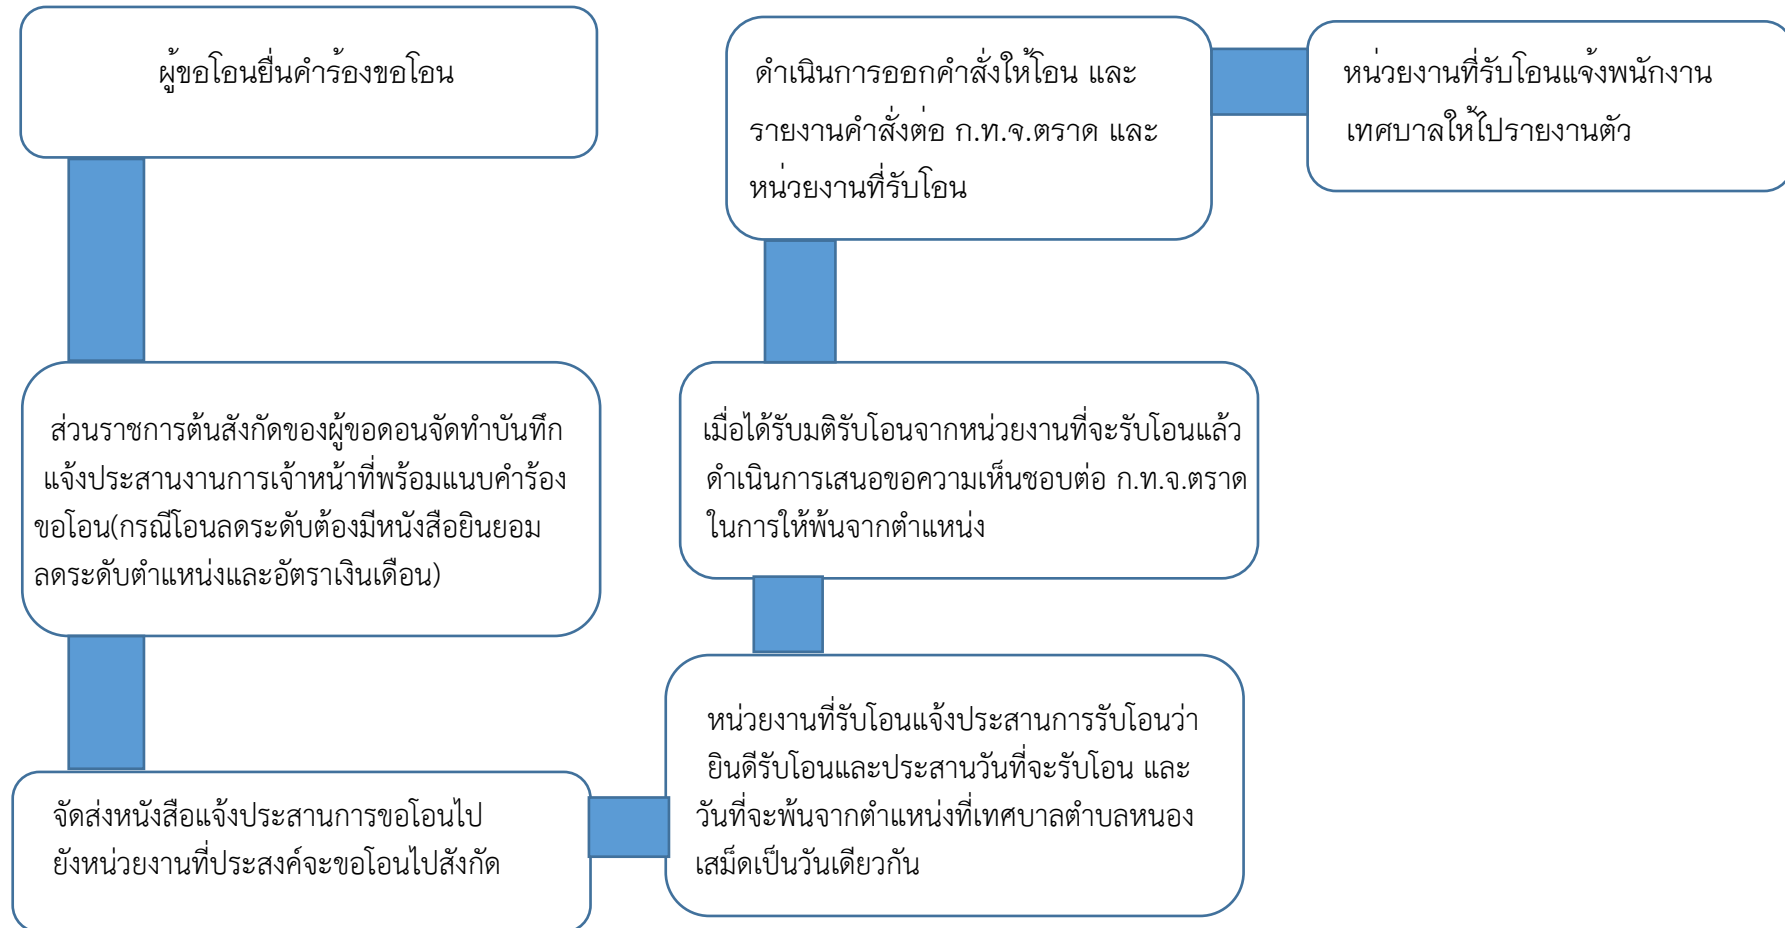 ผู้ขอโอนยื่นคำร้องขอโอน
ส่วนราชการต้นสังกัดของผู้ขอดอนจัดทำบันทึก
แจ้งประสานงานการเจ้าหน้าที่พร้อมแนบคำร้อง
ขอโอน(กรณีโอนลดระดับต้องมีหนังสือยินยอม
ลดระดับตำแหน่งและอัตราเงินเดือน)
จัดส่งหนังสือแจ้งประสานการขอโอนไป
ยังหน่วยงานที่ประสงค์จะขอโอนไปสังกัด
หน่วยงานที่รับโอนแจ้งประสานการรับโอนว่า
ยินดีรับโอนและประสานวันที่จะรับโอน และ
วันที่จะพ้นจากตำแหน่งที่เทศบาลตำบลหนอง
เสม็ดเป็นวันเดียวกัน
เมื่อได้รับมติรับโอนจากหน่วยงานที่จะรับโอนแล้ว
ดำเนินการเสนอขอความเห็นชอบต่อ ก.ท.จ.ตราด
ในการให้พ้นจากตำแหน่ง
ดำเนินการออกคำสั่งให้โอน และ
รายงานคำสั่งต่อ ก.ท.จ.ตราด และ
หน่วยงานที่รับโอน
หน่วยงานที่รับโอนแจ้งพนักงาน
เทศบาลให้ไปรายงานตัว